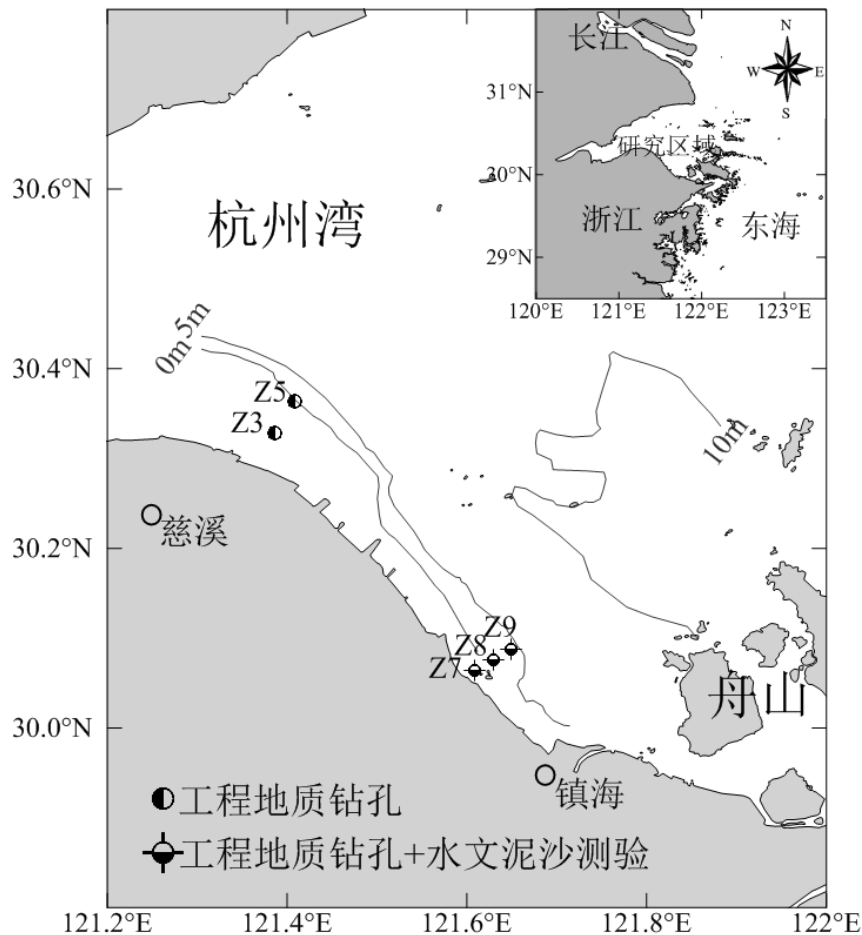 长江
N
W
E
S
31°N
研究区域
30°N
浙江
东海
29°N
120°E
121°E
122°E
123°E
30.6°N
杭州湾
5m
0m
30.4°N
Z5
Z3
10m
慈溪
30.2°N
Z9
Z8
Z7
舟山
30.0°N
镇海
工程地质钻孔
工程地质钻孔+水文泥沙测验
121.2°E
121.4°E
121.6°E
121.8°E
122°E